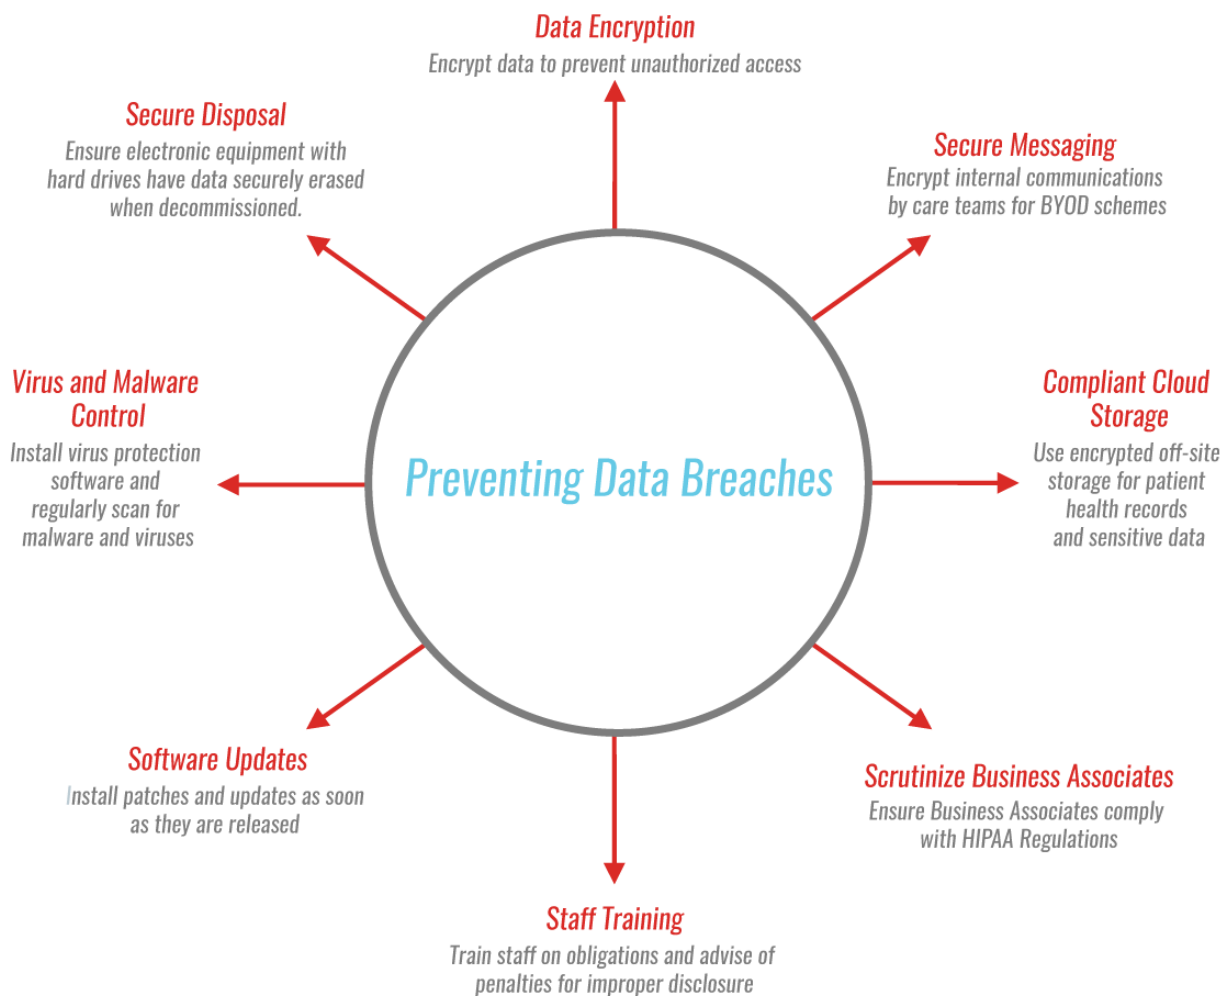 Data Encryption
Encrypt data to prevent unauthorized access
Secure Messaging
Encrypt internal communications
by care teams for BYOD schemes
Compliant Cloud
Storage
Use encrypted off-site
storage for patient
health records
and sensitive data
Scrutinize Business Associates
Ensure Business Associates comply
with HIPAA Regulations
Staff Training
Train staff on obligations and advise of
penalties for improper disclosure
Software Updates
Install patches and updates as soon
as they are released
Virus and Malware
Control
Install virus protection
software and
regularly scan for
malware and viruses
Secure Disposal
Ensure electronic equipment with
hard drives have data securely erased
when decommissioned.
Preventing Data Breaches